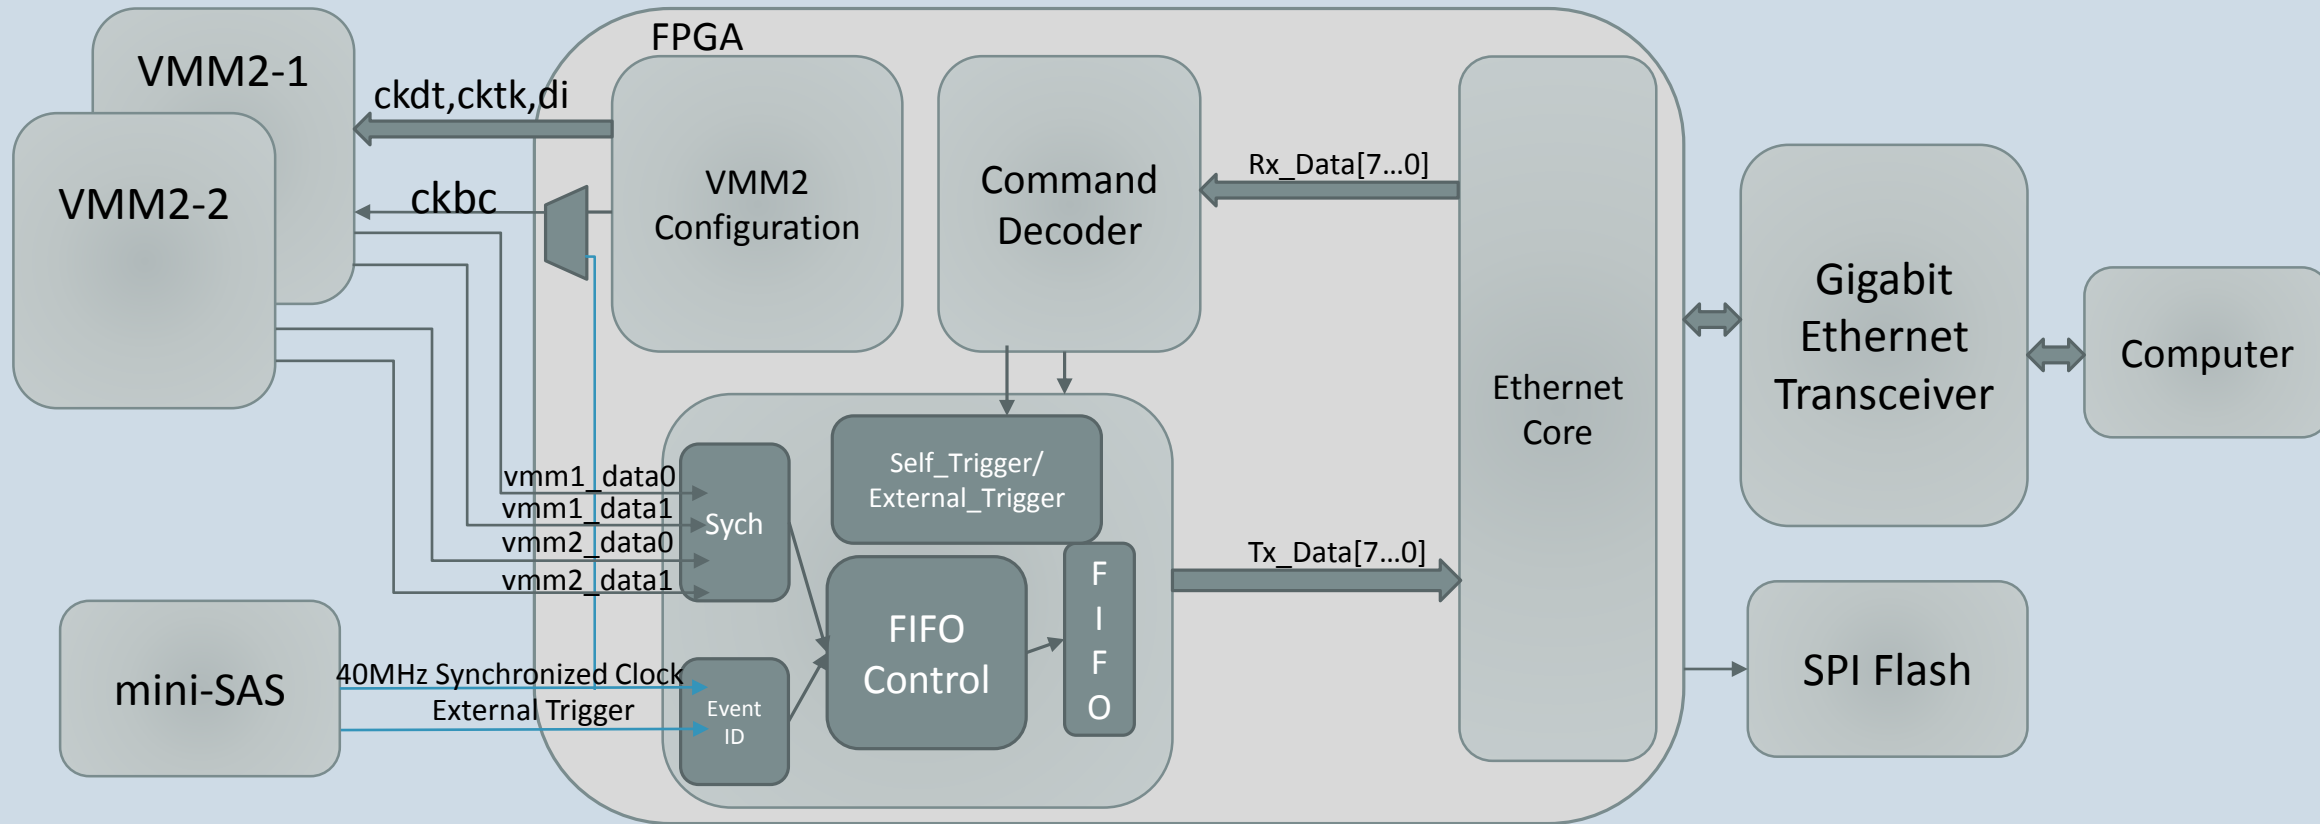 FPGA
VMM2-1
VMM2-2
ckdt,cktk,di
ckbc
VMM2
Configuration
Command
Decoder
Rx_Data[7...0]
Ethernet
Core
Gigabit
Ethernet
Transceiver
Computer
vmm1_data0
vmm1_data1
vmm2_data0
vmm2_data1
Sych
Self_Trigger/
External_Trigger
FIFO
Control
F
I
F
O
Tx_Data[7...0]
mini-SAS
40MHz Synchronized Clock
External Trigger
Event
ID
SPI Flash